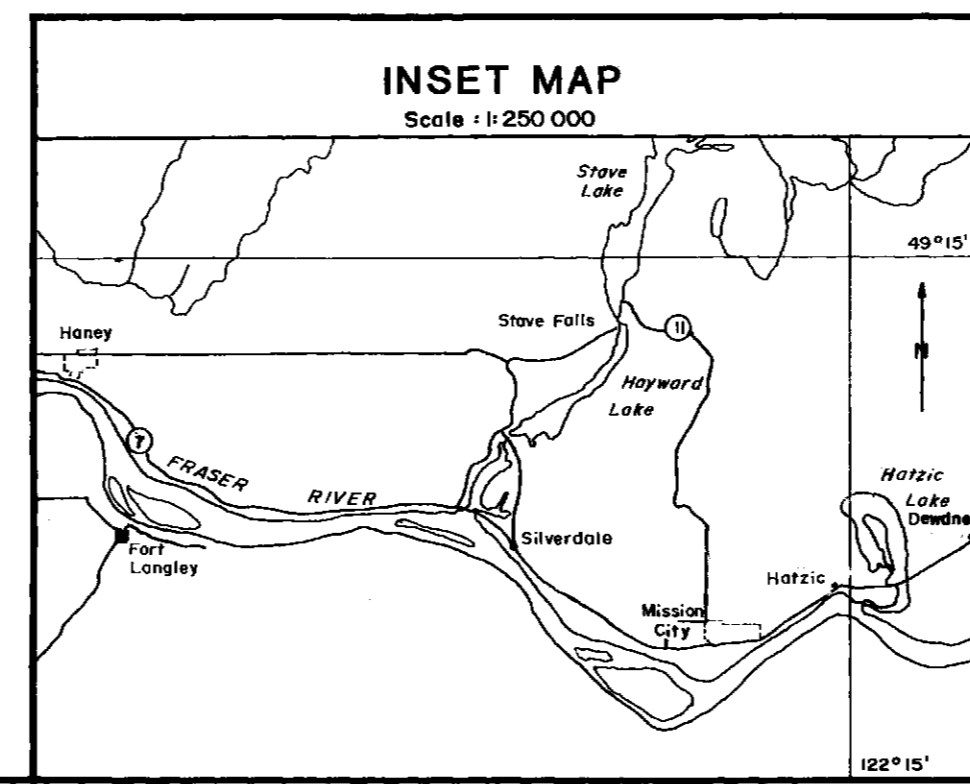 INSET MAP
Scale : 1: 250 000
Stave
Lake
49°15'
Stave Falls
11
N
Haney
Hayward
Lake
7
FRASER
RIVER
Hatzic
Lake
Dewdne
Silverdale
Fort
Langley
Hatzic
Mission
City
122°15'